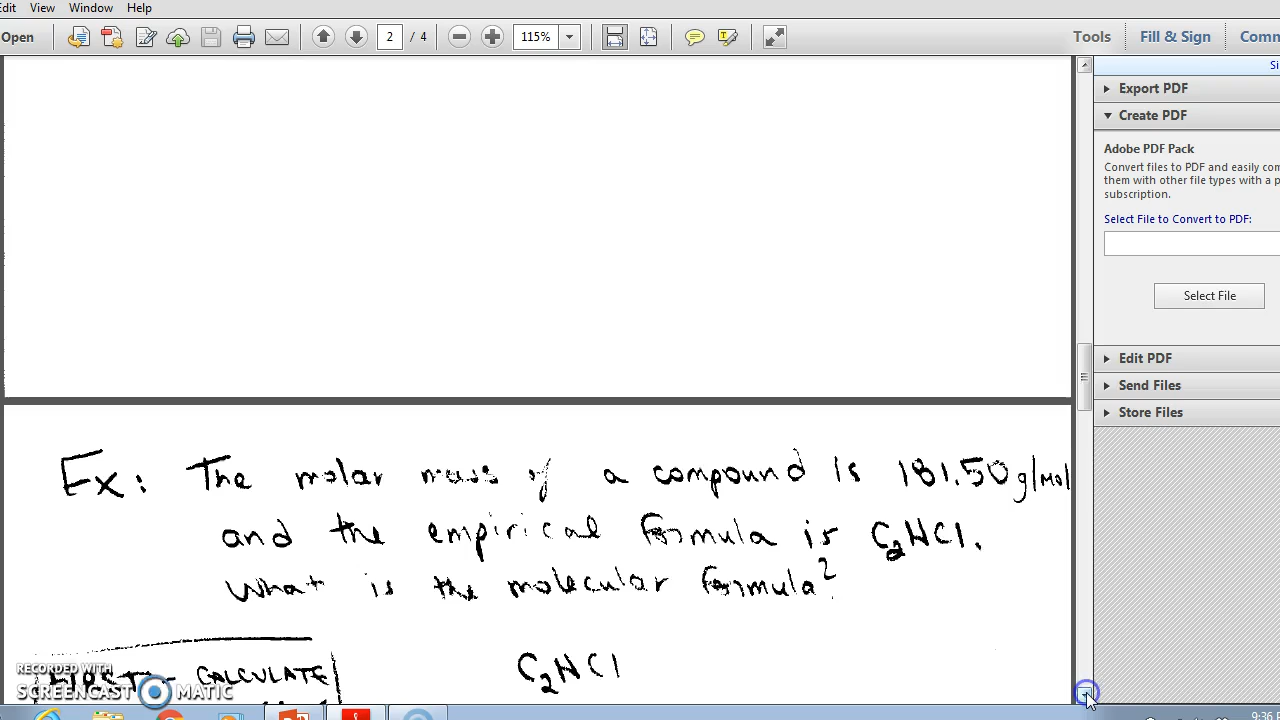 Edit View Window Help
Open 2 / 4 115% Tools Fill & Sign Comm
Export PDF
Create PDF
Adobe PDF Pack
Convert files to PDF and easily com
them with other file types with a p
subscription.
Select File to Convert to PDF:
Select File
Edit PDF
Send Files
Store Files
Ex: The molar mass of a compound is 181.50 g/mol
and the empirical formula is C₂HCl.
What is the molecular formula?
FIRST - CALCULATE
C₂HCl
RECORDED WITH
SCREENCAST MATIC
9:36 P